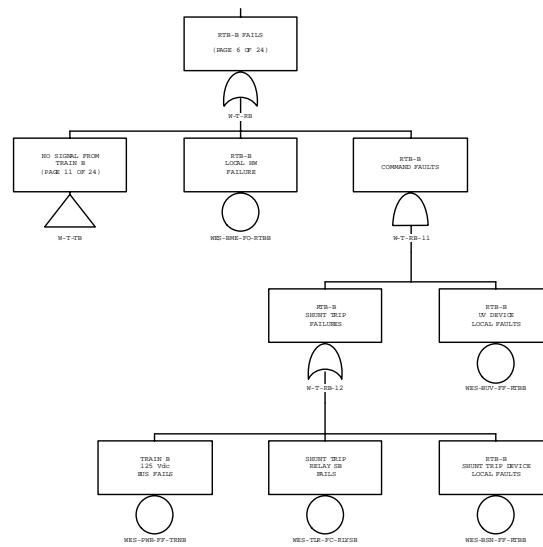 RTB-B FAILS
(PAGE 6 OF 24)
W-T-RB
NO SIGNAL FROM
TRAIN B
(PAGE 11 OF 24)
W-T-TB
RTB-B
LOCAL HW
FAILURE
WES-BME-FO-RTBB
RTB-B
COMMAND FAULTS
W-T-RB-11
RTB-B
SHUNT TRIP
FAILURES
W-T-RB-12
RTB-B
UV DEVICE
LOCAL FAULTS
WES-BUV-FF-RTBB
TRAIN B
125 Vdc
BUS FAILS
WES-PWR-FF-TRNB
SHUNT TRIP
RELAY SB
FAILS
WES-TLR-FC-RLYSB
RTB-B
SHUNT TRIP DEVICE
LOCAL FAULTS
WES-BSN-FF-RTBB